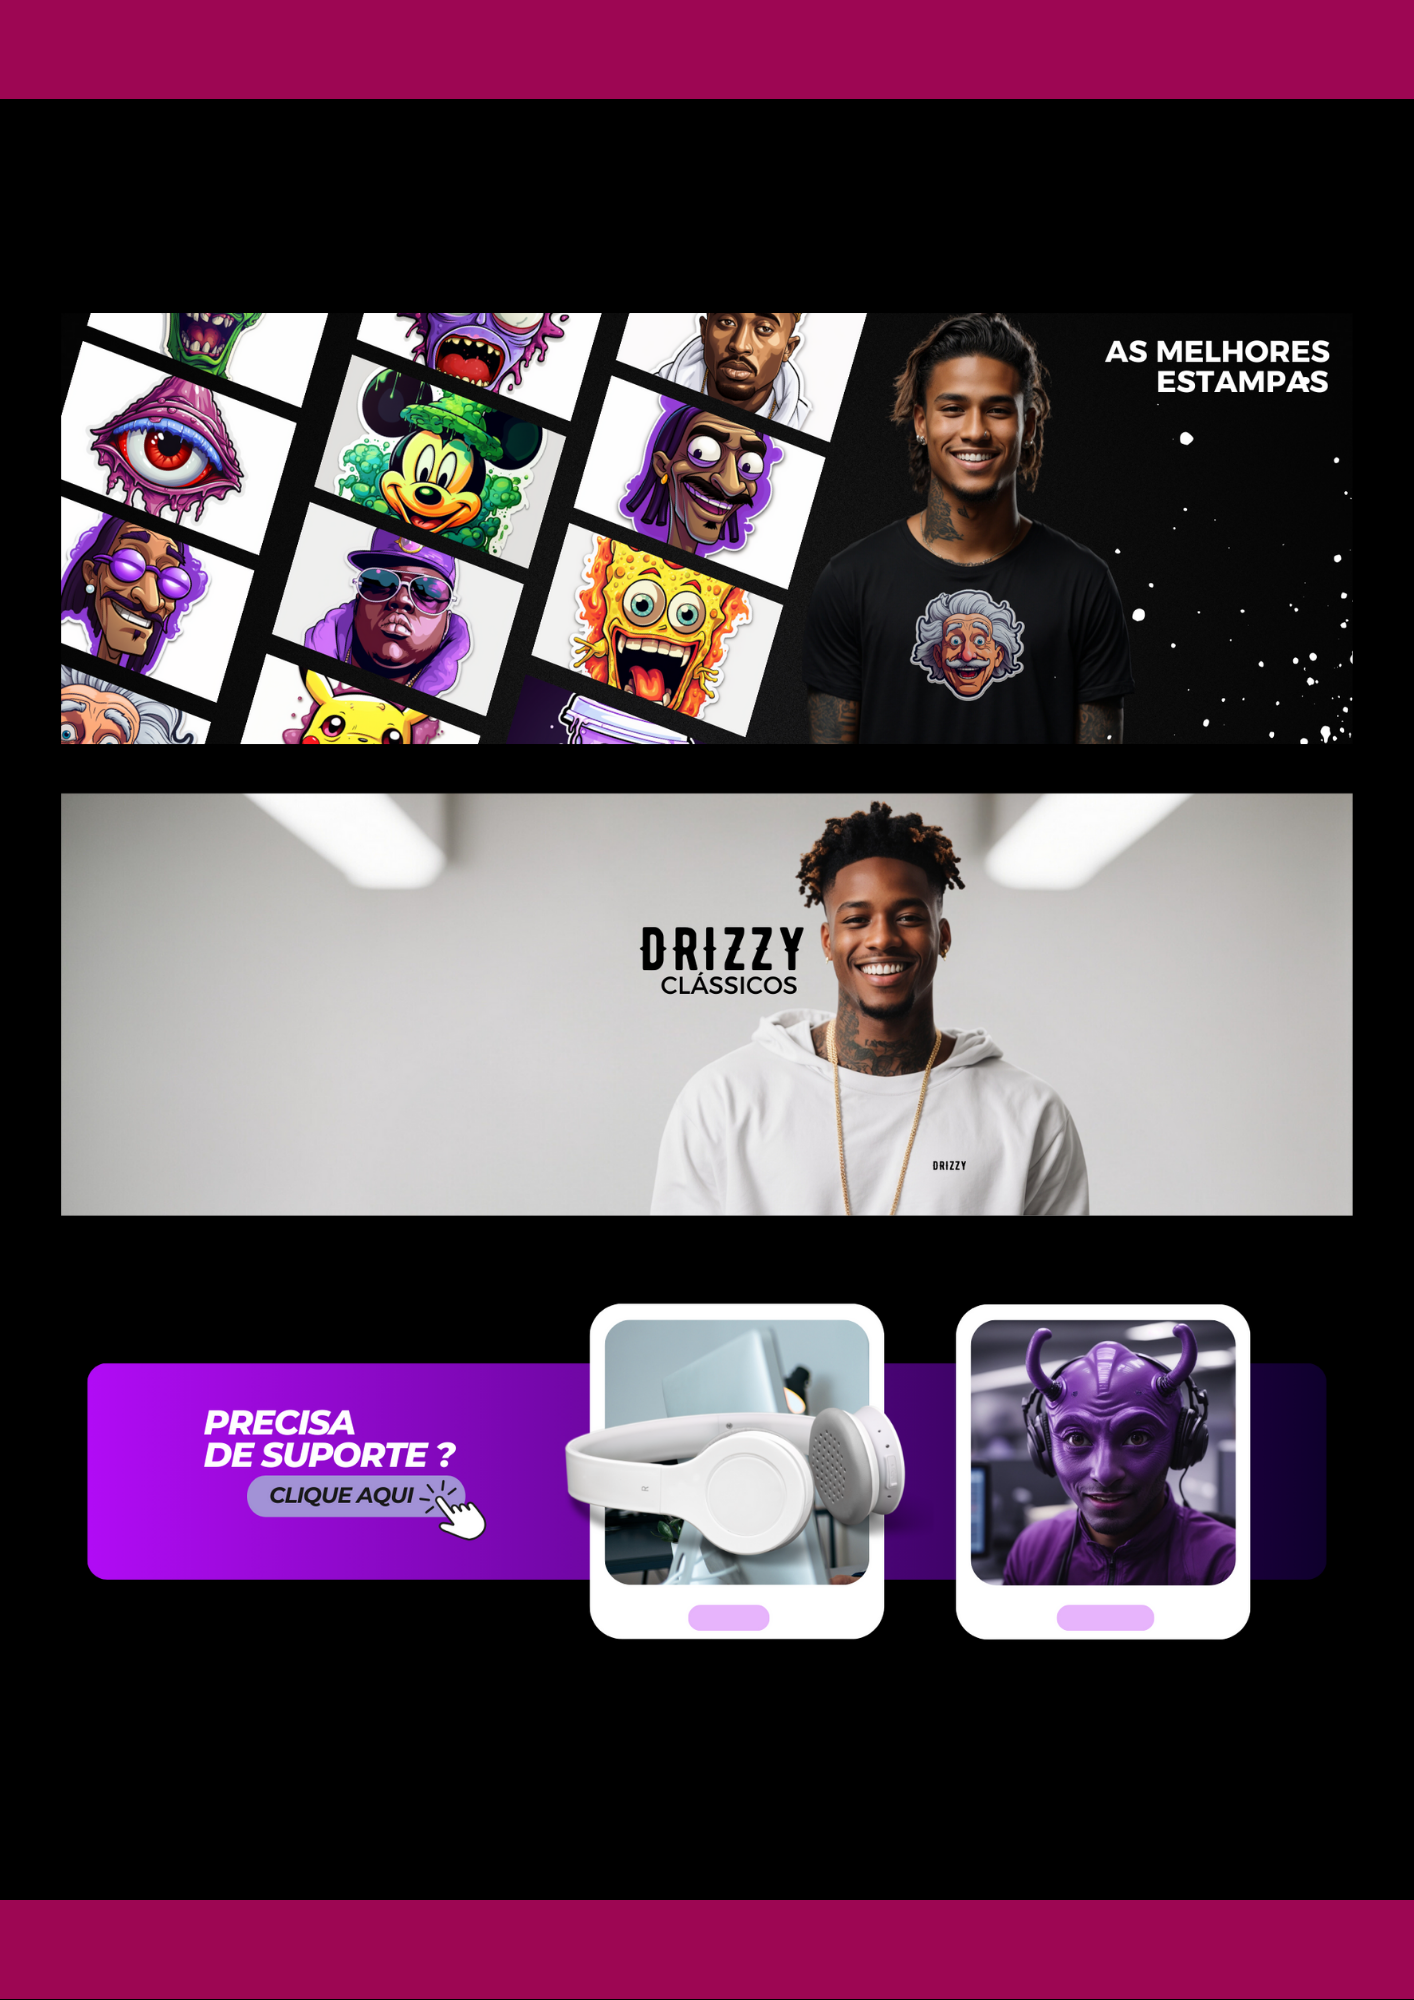 AS MELHORES
ESTAMPAS
DRIZZY
CLÁSSICOS
DRIZZY
PRECISA
DE SUPORTE ?
CLIQUE AQUI
R